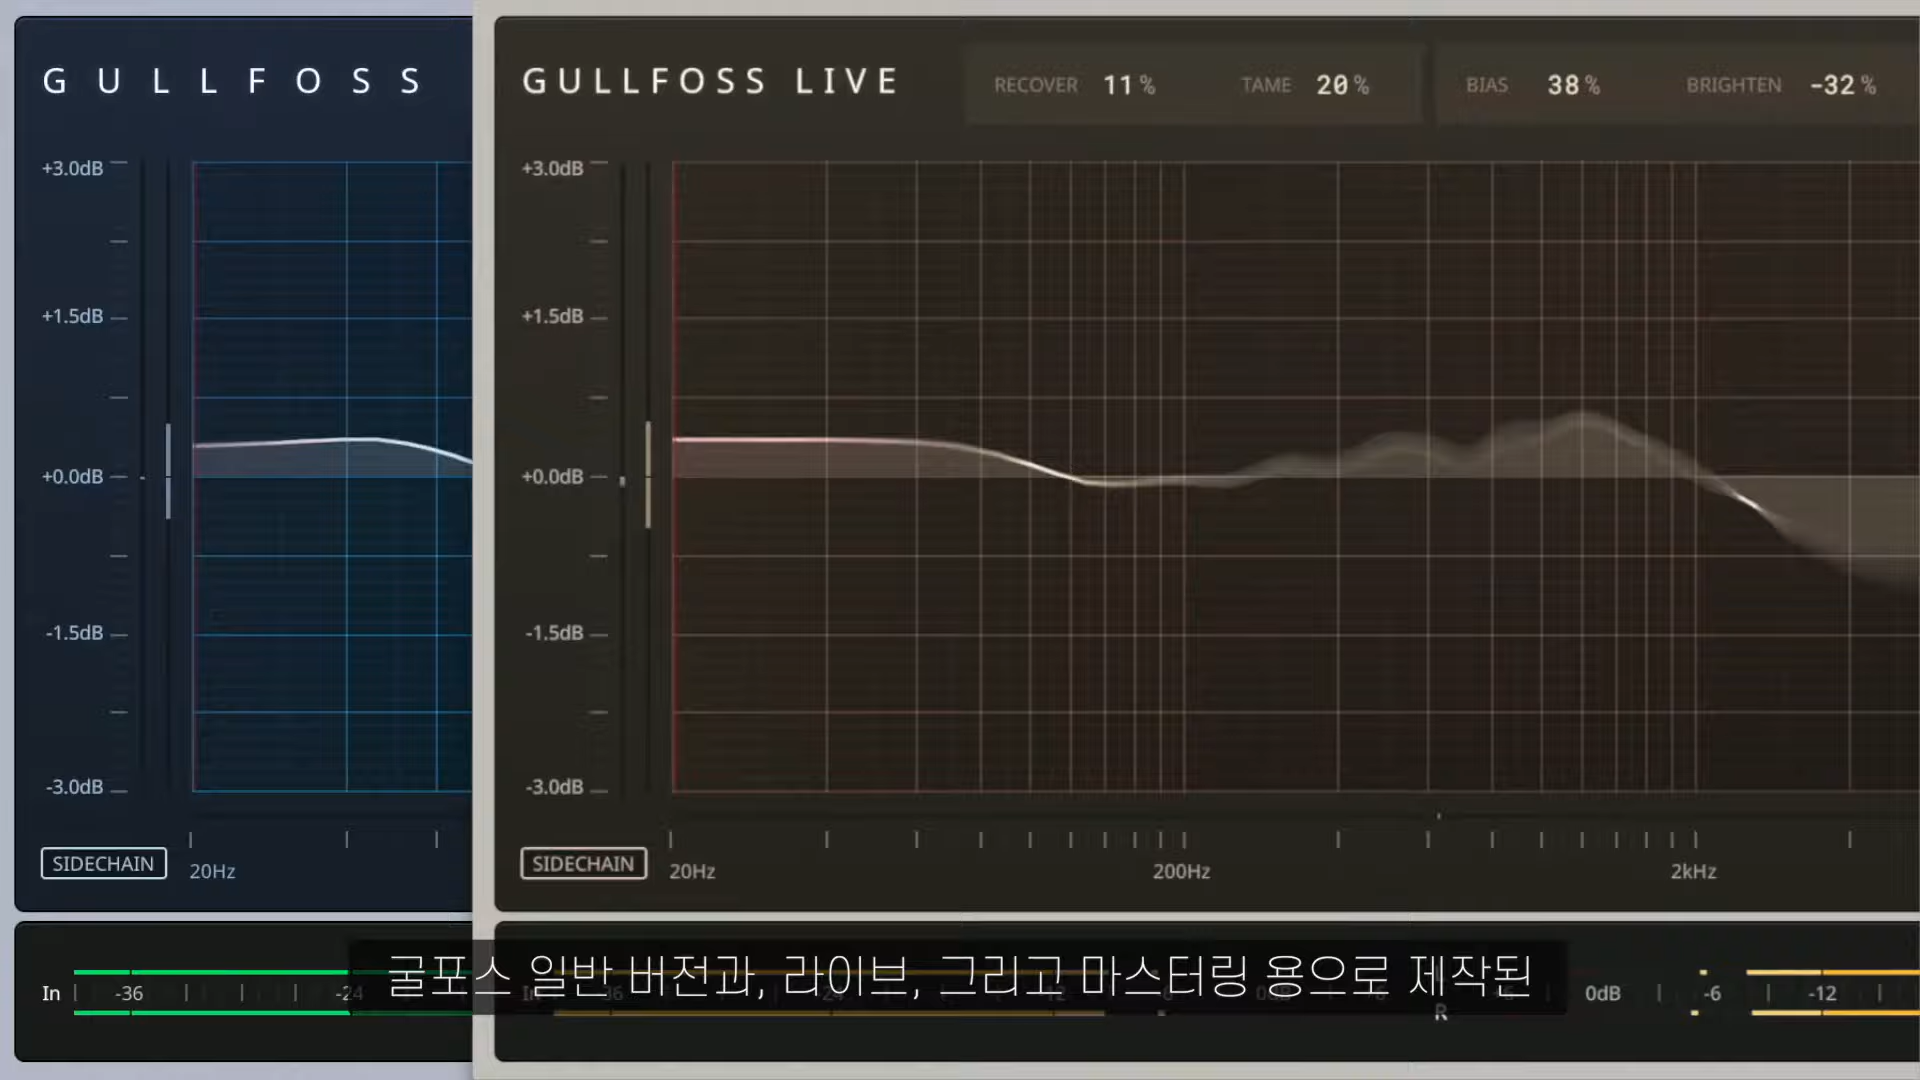 GULLFOSS
+3.0dB
+1.5dB
+0.0dB
-1.5dB
-3.0dB
SIDECHAIN
20Hz
In -36 -24
GULLFOSS LIVE
RECOVER 11 % TAME 20 % BIAS 38 % BRIGHTEN -32 %
+3.0dB
+1.5dB
+0.0dB
-1.5dB
-3.0dB
SIDECHAIN
20Hz 200Hz 2kHz
0dB -6 -12
R
굴포스 일반 버전과, 라이브, 그리고 마스터링 용으로 제작된